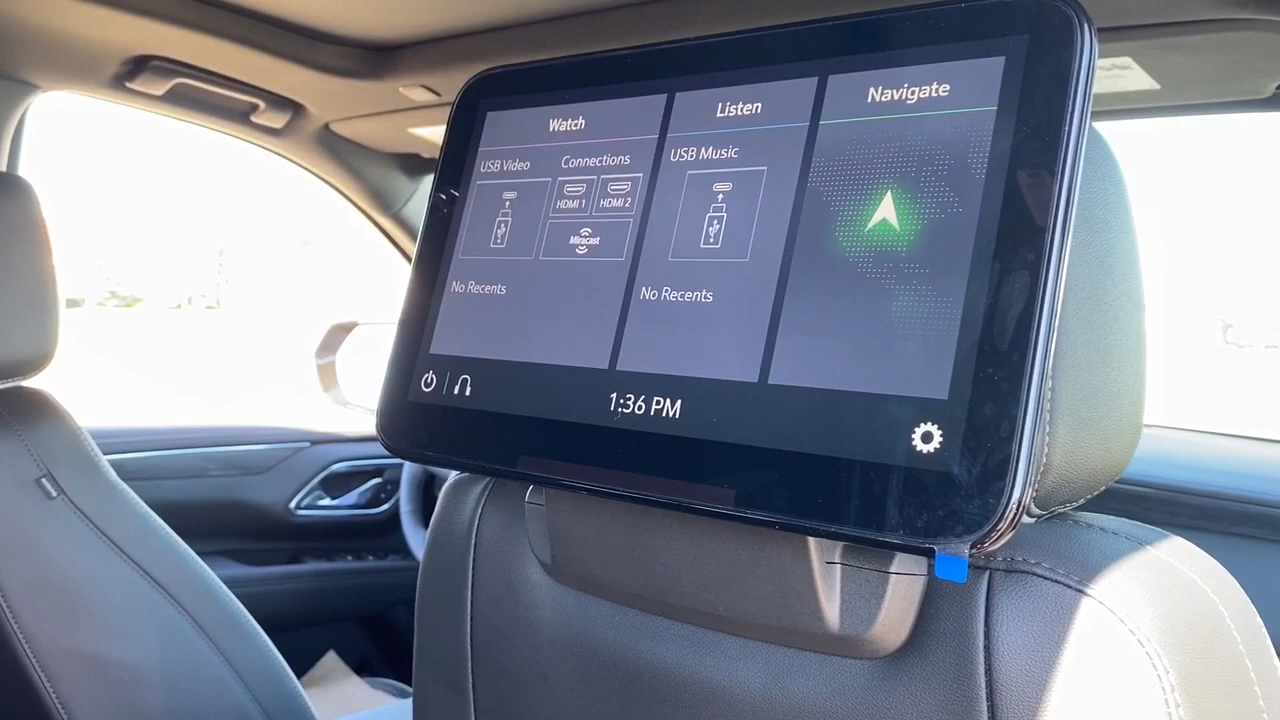 Watch
USB Video
Connections
HDMI 1
HDMI 2
Miracast
No Recents
Listen
USB Music
No Recents
Navigate
1:36 PM